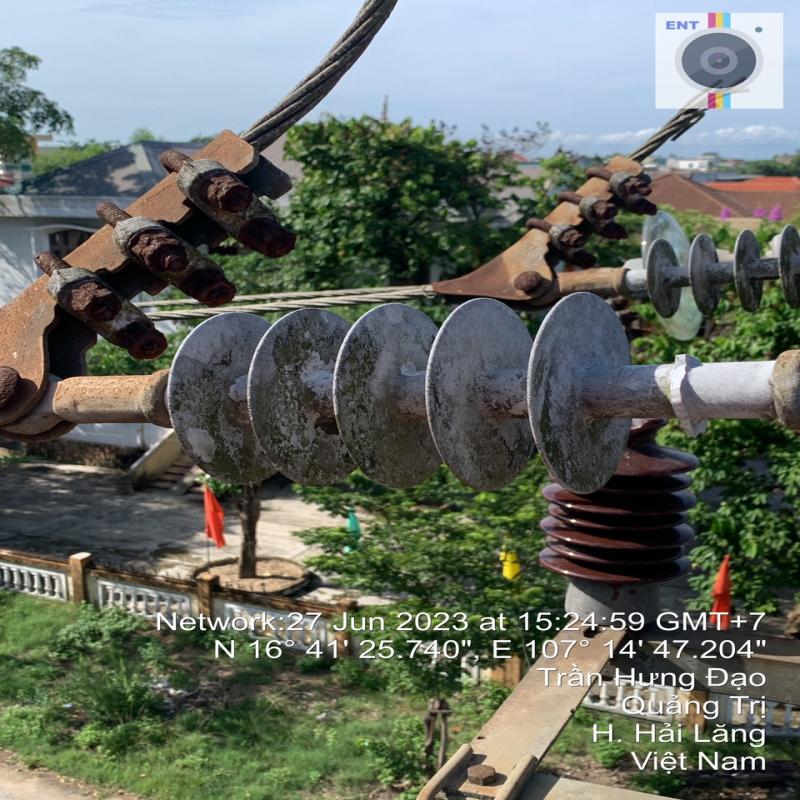 ENT
Network:27 Jun 2023 at 15:24:59 GMT+7
N 16° 41' 25.740", E 107° 14' 47.204"
Trần Hưng Đạo
Quảng Trị
H. Hải Lăng
Việt Nam